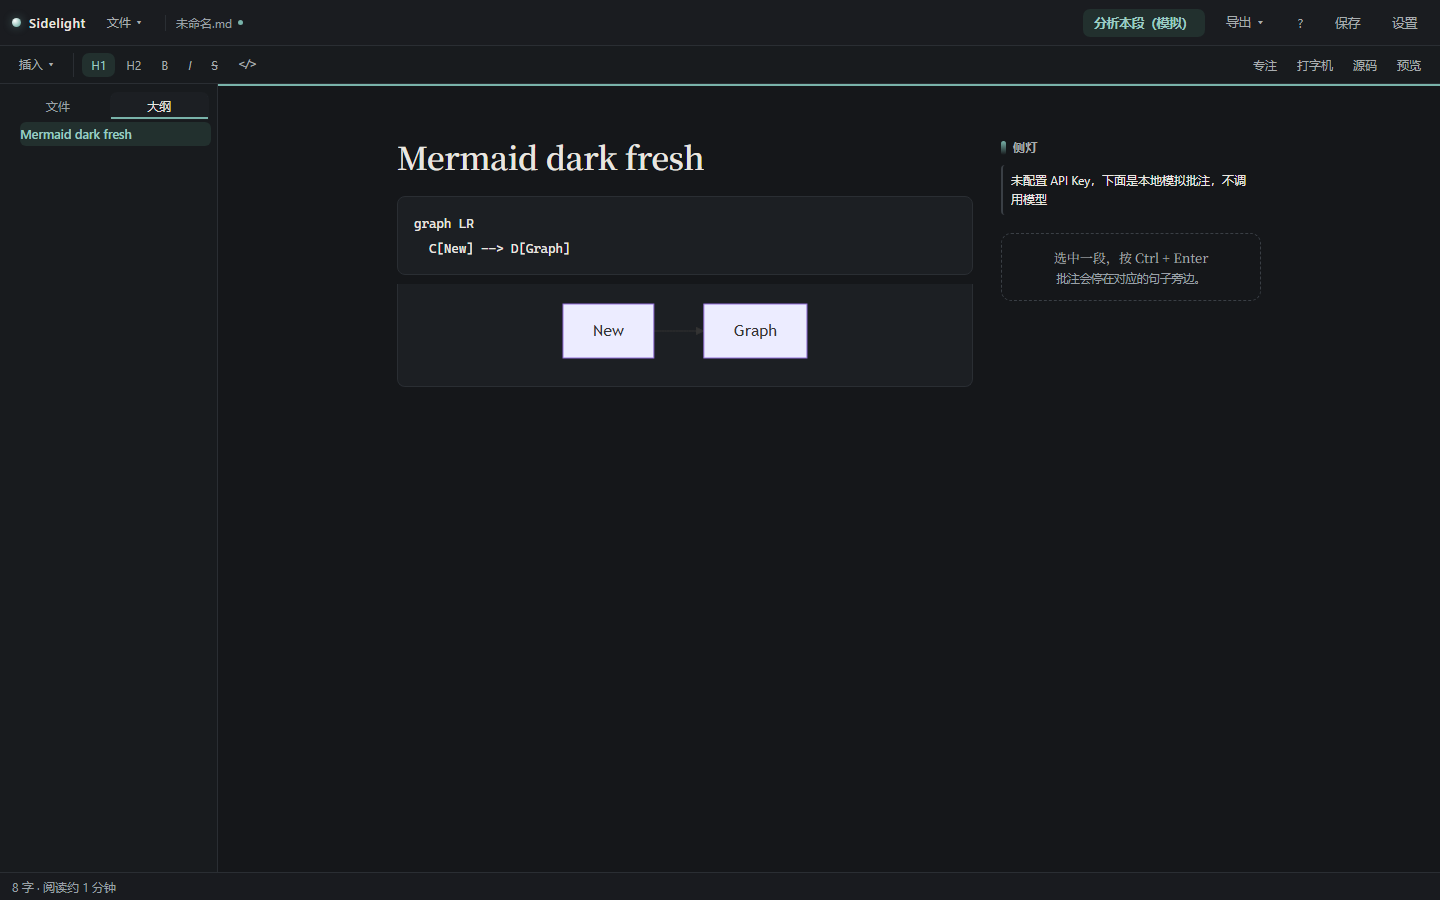 Sidelight 文件 未命名.md 分析本段（模拟） 导出 ? 保存 设置
插入 H1 H2 B I S </> 专注 打字机 源码 预览
文件 大纲
Mermaid dark fresh
Mermaid dark fresh
graph LR
C[New] --> D[Graph]
New Graph
侧灯
未配置 API Key，下面是本地模拟批注，不调
用模型
选中一段，按 Ctrl + Enter
批注会停在对应的句子旁边。
8 字 · 阅读约 1 分钟